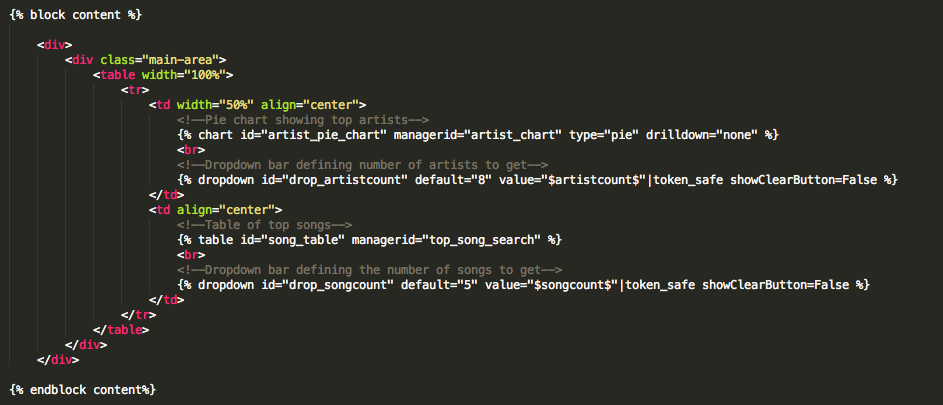 {% block content %}
<div>
<div class="main-area">
<table width="100%">
<tr>
<td width="50%" align="center">
<!--Pie chart showing top artists-->
{% chart id="artist_pie_chart" managerid="artist_chart" type="pie" drilldown="none" %}
<br>
<!--Dropdown bar defining number of artists to get-->
{% dropdown id="drop_artistcount" default="8" value="$artistcount$"|token_safe showClearButton=False %}
</td>
<td align="center">
<!--Table of top songs-->
{% table id="song_table" managerid="top_song_search" %}
<br>
<!--Dropdown bar defining the number of songs to get-->
{% dropdown id="drop_songcount" default="5" value="$songcount$"|token_safe showClearButton=False %}
</td>
</tr>
</table>
</div>
</div>
{% endblock content%}